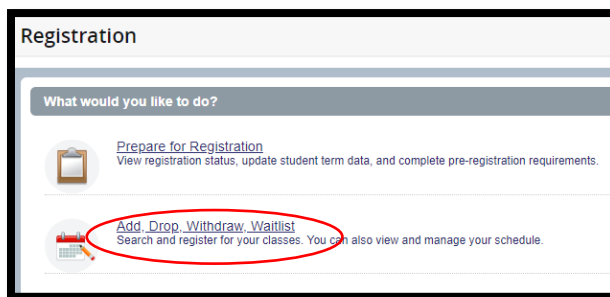 Registration
What would you like to do?
Prepare for Registration
View registration status, update student term data, and complete pre-registration requirements.
Add, Drop, Withdraw, Waitlist
Search and register for your classes. You can also view and manage your schedule.